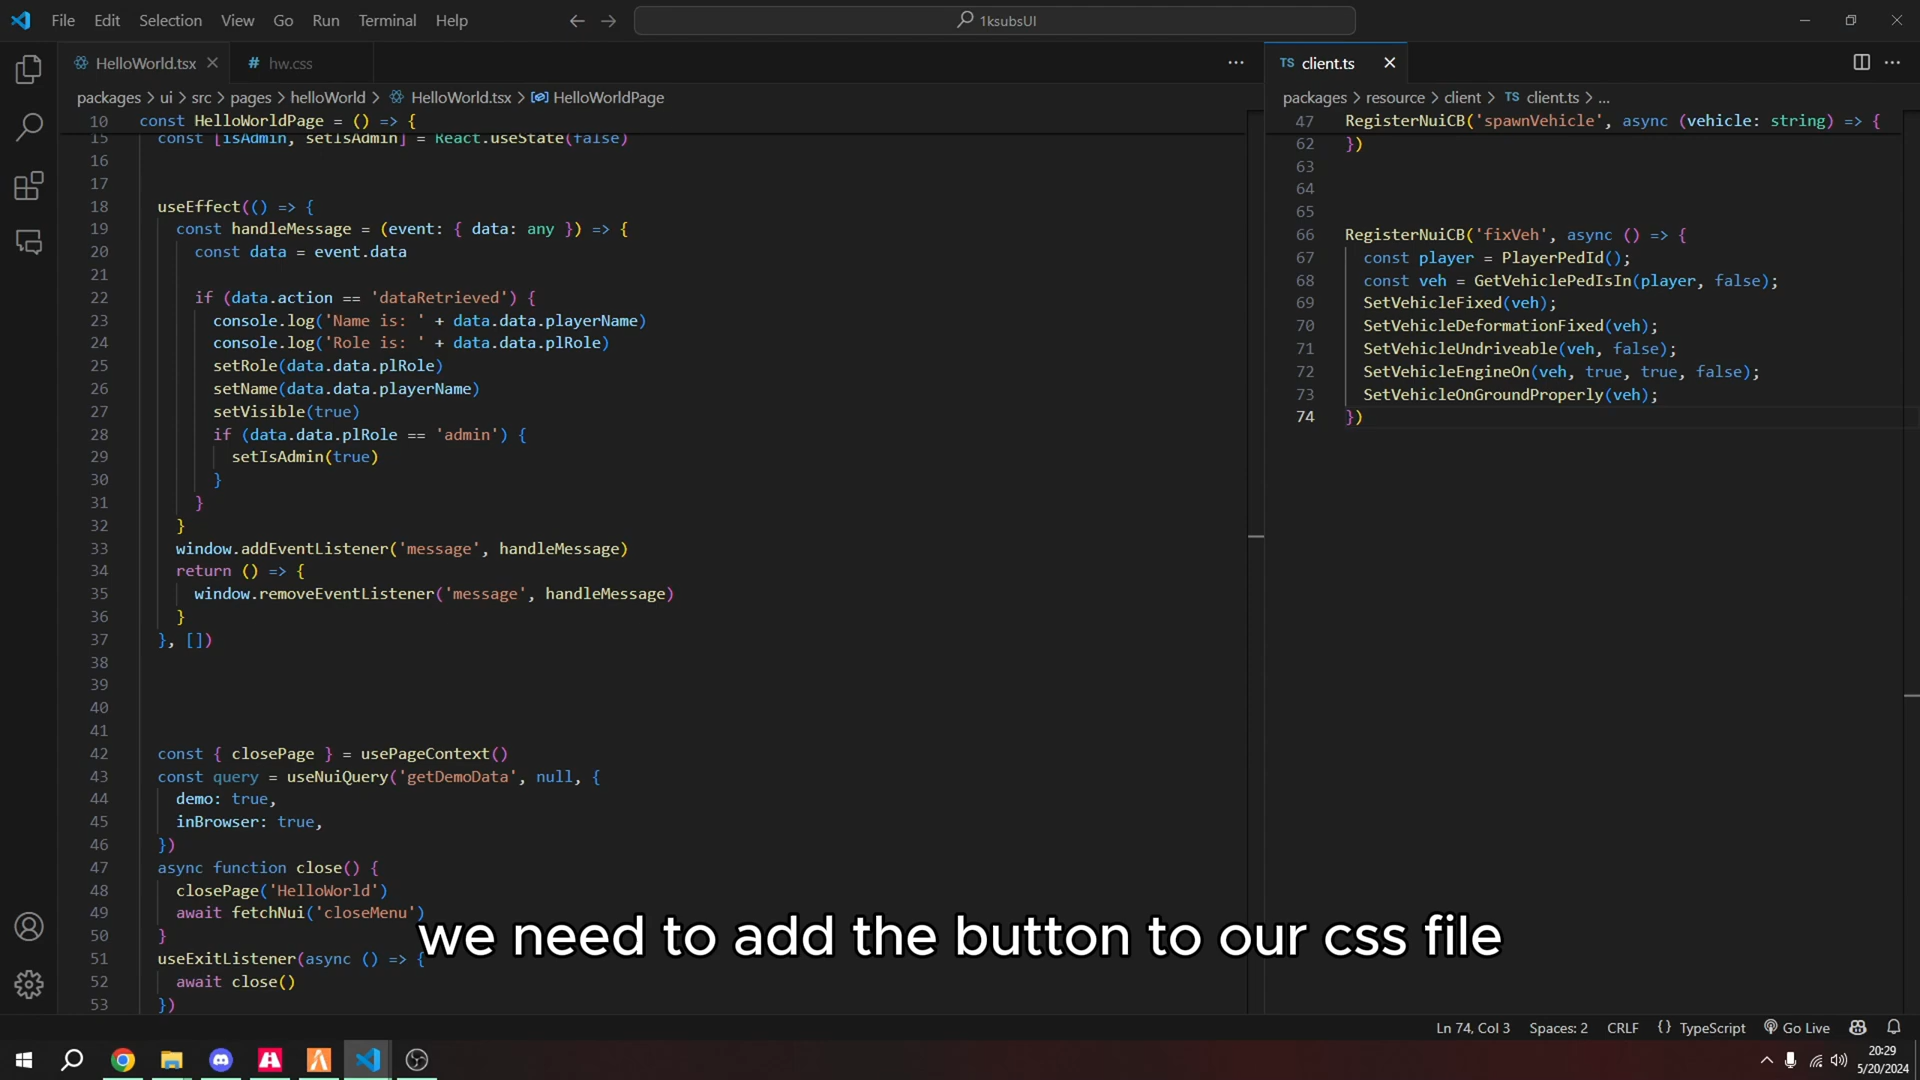 File Edit Selection View Go Run Terminal Help
1ksubsUI
HelloWorld.tsx
# hw.css
TS client.ts
packages > ui > src > pages > helloWorld > HelloWorld.tsx > HelloWorldPage
packages > resource > client > TS client.ts > ...
10 const HelloWorldPage = () => {
15 const [isAdmin, setIsAdmin] = React.useState(false)
16
17
18 useEffect(() => {
19 const handleMessage = (event: { data: any }) => {
20 const data = event.data
21
22 if (data.action == 'dataRetrieved') {
23 console.log('Name is: ' + data.data.playerName)
24 console.log('Role is: ' + data.data.plRole)
25 setRole(data.data.plRole)
26 setName(data.data.playerName)
27 setVisible(true)
28 if (data.data.plRole == 'admin') {
29 setIsAdmin(true)
30 }
31 }
32 }
33 window.addEventListener('message', handleMessage)
34 return () => {
35 window.removeEventListener('message', handleMessage)
36 }
37 }, [])
38
39
40
41
42 const { closePage } = usePageContext()
43 const query = useNuiQuery('getDemoData', null, {
44 demo: true,
45 inBrowser: true,
46 })
47 async function close() {
48 closePage('HelloWorld')
49 await fetchNui('closeMenu')
50 }
51 useExitListener(async () => {
52 await close()
53 })
47 RegisterNuiCB('spawnVehicle', async (vehicle: string) => {
62 })
63
64
65
66 RegisterNuiCB('fixVeh', async () => {
67 const player = PlayerPedId();
68 const veh = GetVehiclePedIsIn(player, false);
69 SetVehicleFixed(veh);
70 SetVehicleDeformationFixed(veh);
71 SetVehicleUndriveable(veh, false);
72 SetVehicleEngineOn(veh, true, true, false);
73 SetVehicleOnGroundProperly(veh);
74 })
we need to add the button to our css file
Ln 74, Col 3 Spaces: 2 CRLF {} TypeScript Go Live
20:29
5/20/2024